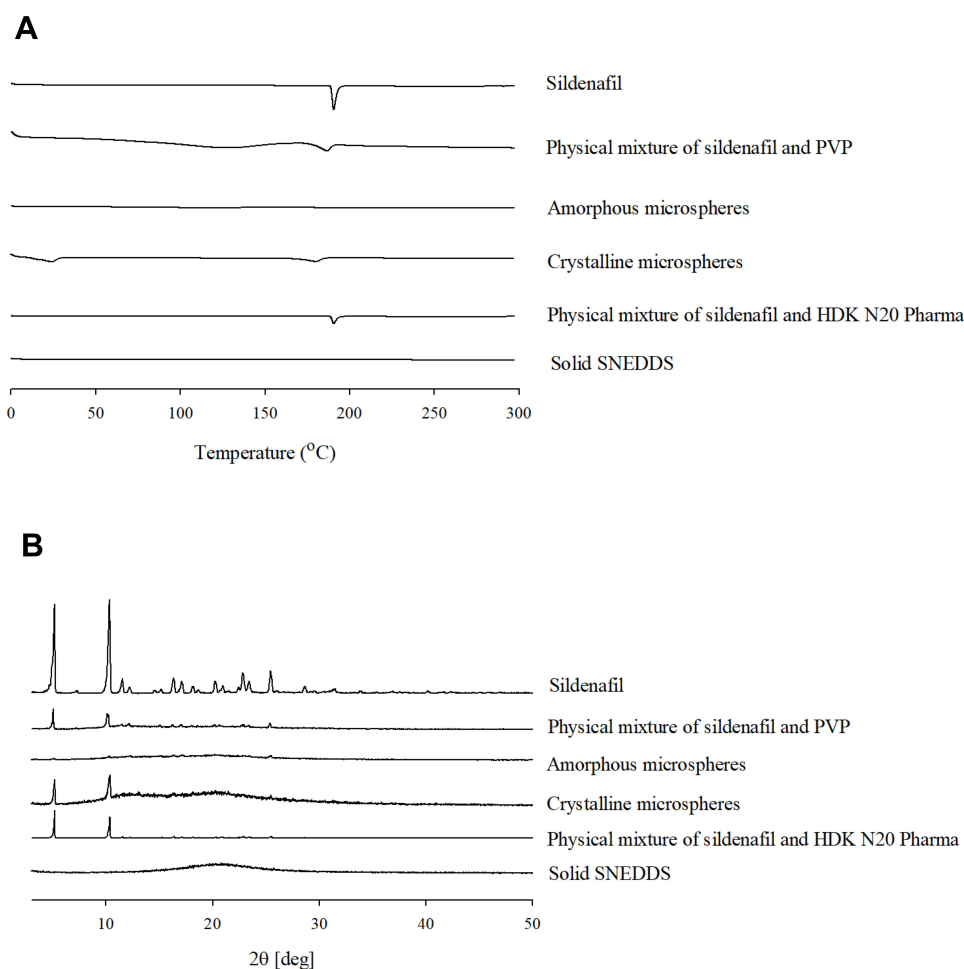 A
Sildenafil
Physical mixture of sildenafil and PVP
Amorphous microspheres
Crystalline microspheres
Physical mixture of sildenafil and HDK N20 Pharma
Solid SNEDDS
0 50 100 150 200 250 300
Temperature (°C)
B
Sildenafil
Physical mixture of sildenafil and PVP
Amorphous microspheres
Crystalline microspheres
Physical mixture of sildenafil and HDK N20 Pharma
Solid SNEDDS
10 20 30 40 50
2θ [deg]